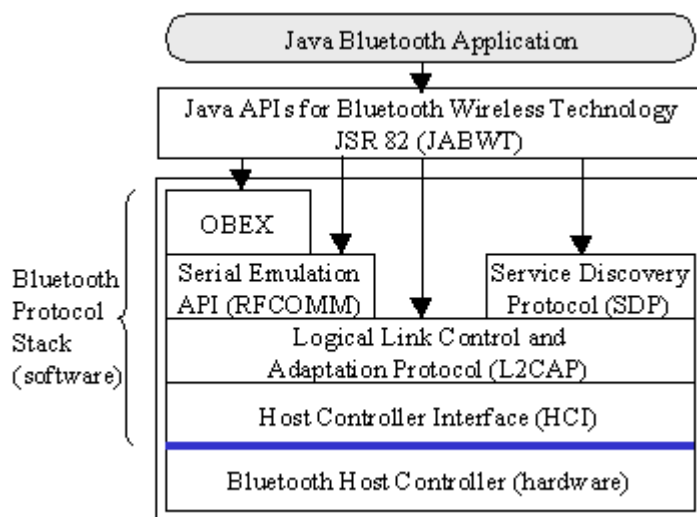 Java Bluetooth Application
Java APIs for Bluetooth Wireless Technology
JSR 82 (JABWT)
OBEX
Serial Emulation
API (RFCOMM)
Service Discovery
Protocol (SDP)
Bluetooth
Protocol
Stack
(software)
Logical Link Control and
Adaptation Protocol (L2CAP)
Host Controller Interface (HCI)
Bluetooth Host Controller (hardware)